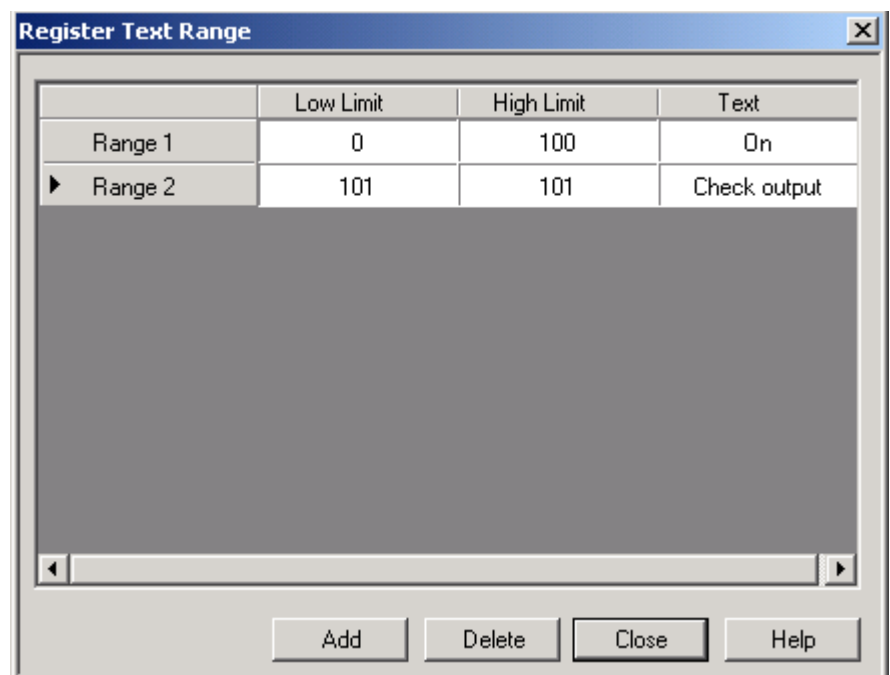 Register Text Range
Low Limit High Limit Text
Range 1 0 100 On
Range 2 101 101 Check output
Add Delete Close Help